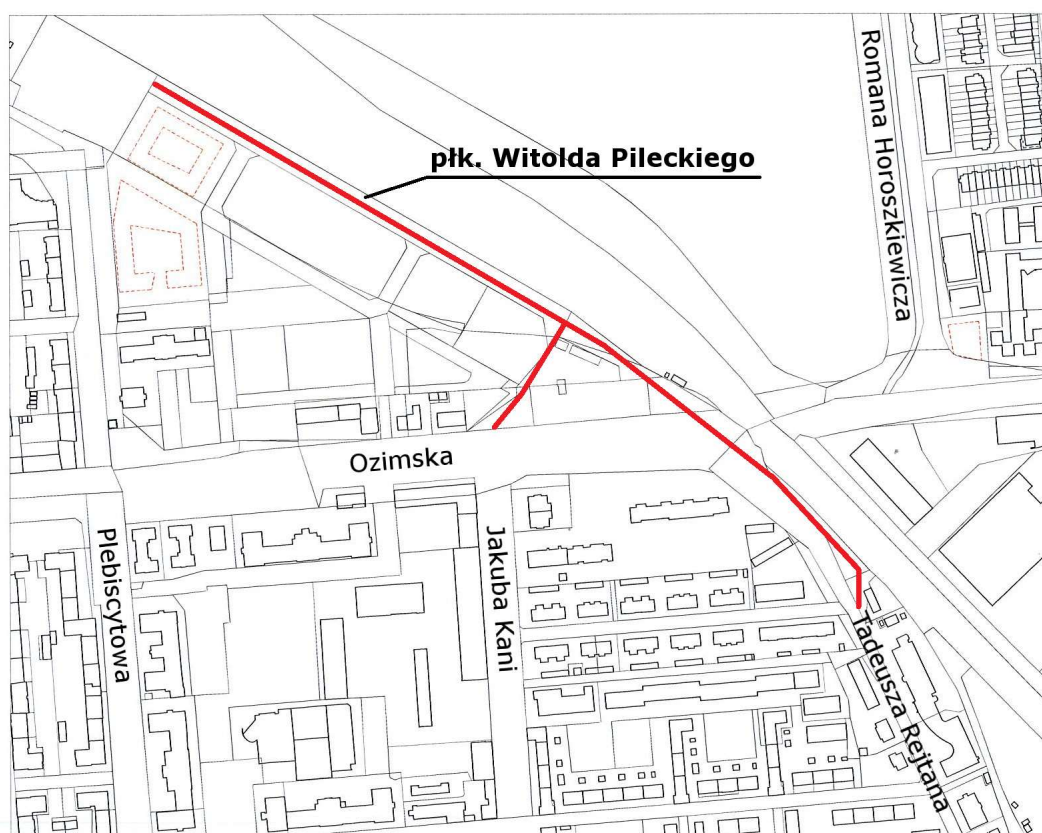 Romana Horoszkiewicza
płk. Witolda Pileckiego
Ozimska
Plebiscytowa
Jakuba Kani
Tadeusza Rejtana